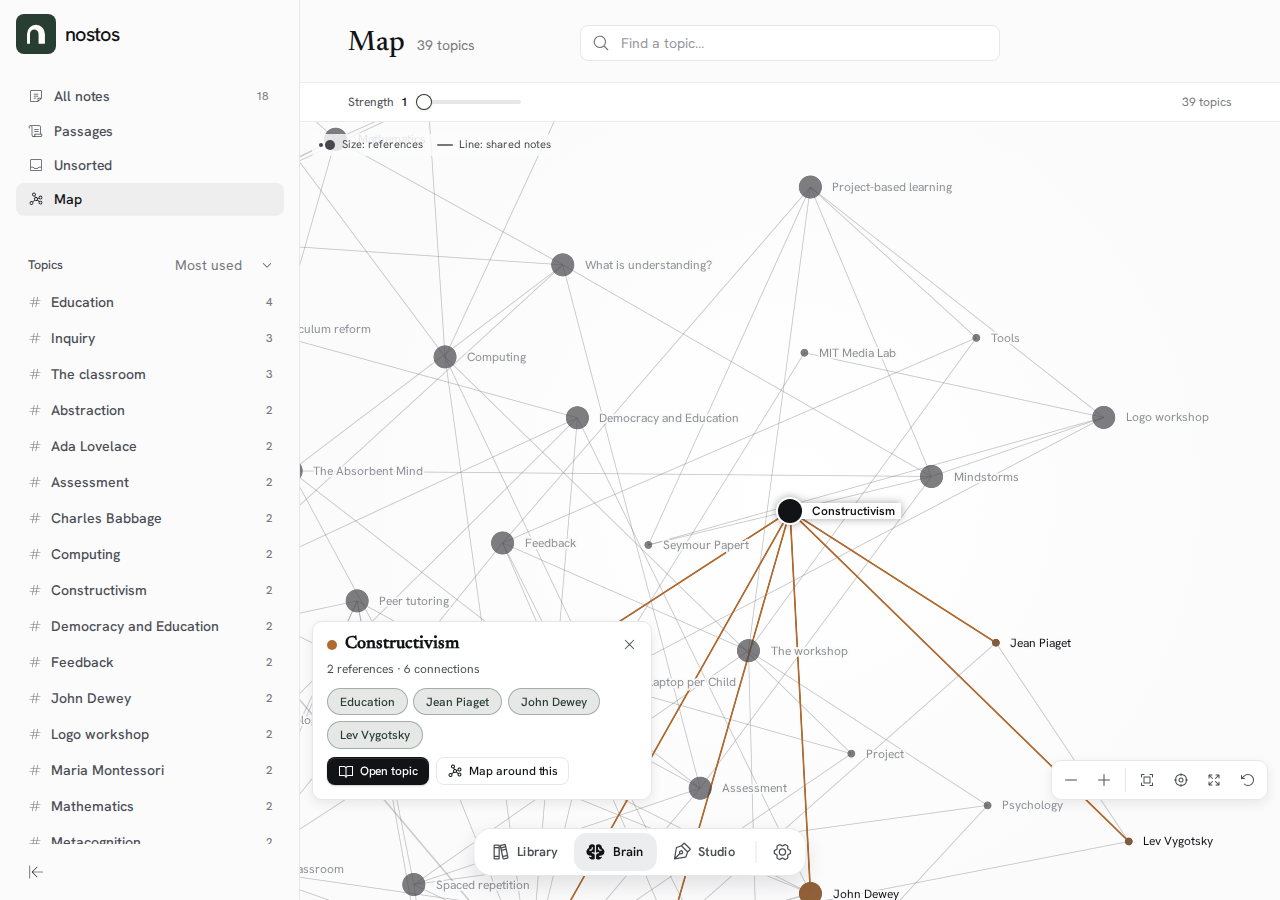 nostos
All notes 18
Passages
Unsorted
Map
Topics Most used
Education 4
Inquiry 3
The classroom 3
Abstraction 2
Ada Lovelace 2
Assessment 2
Charles Babbage 2
Computing 2
Constructivism 2
Democracy and Education 2
Feedback 2
John Dewey 2
Logo workshop 2
Maria Montessori 2
Mathematics 2
Metacognition 2
Map 39 topics
Find a topic...
Strength 1
39 topics
Mathematics
Size: references Line: shared notes
Project-based learning
What is understanding?
culum reform
Tools
MIT Media Lab
Computing
Democracy and Education
Logo workshop
The Absorbent Mind
Mindstorms
Constructivism
Feedback
Seymour Papert
Peer tutoring
Jean Piaget
The workshop
Laptop per Child
Constructivism
2 references · 6 connections
Education Jean Piaget John Dewey
Lev Vygotsky
Open topic Map around this
Project
Assessment
Psychology
Lev Vygotsky
Library Brain Studio
assroom
Spaced repetition
John Dewey